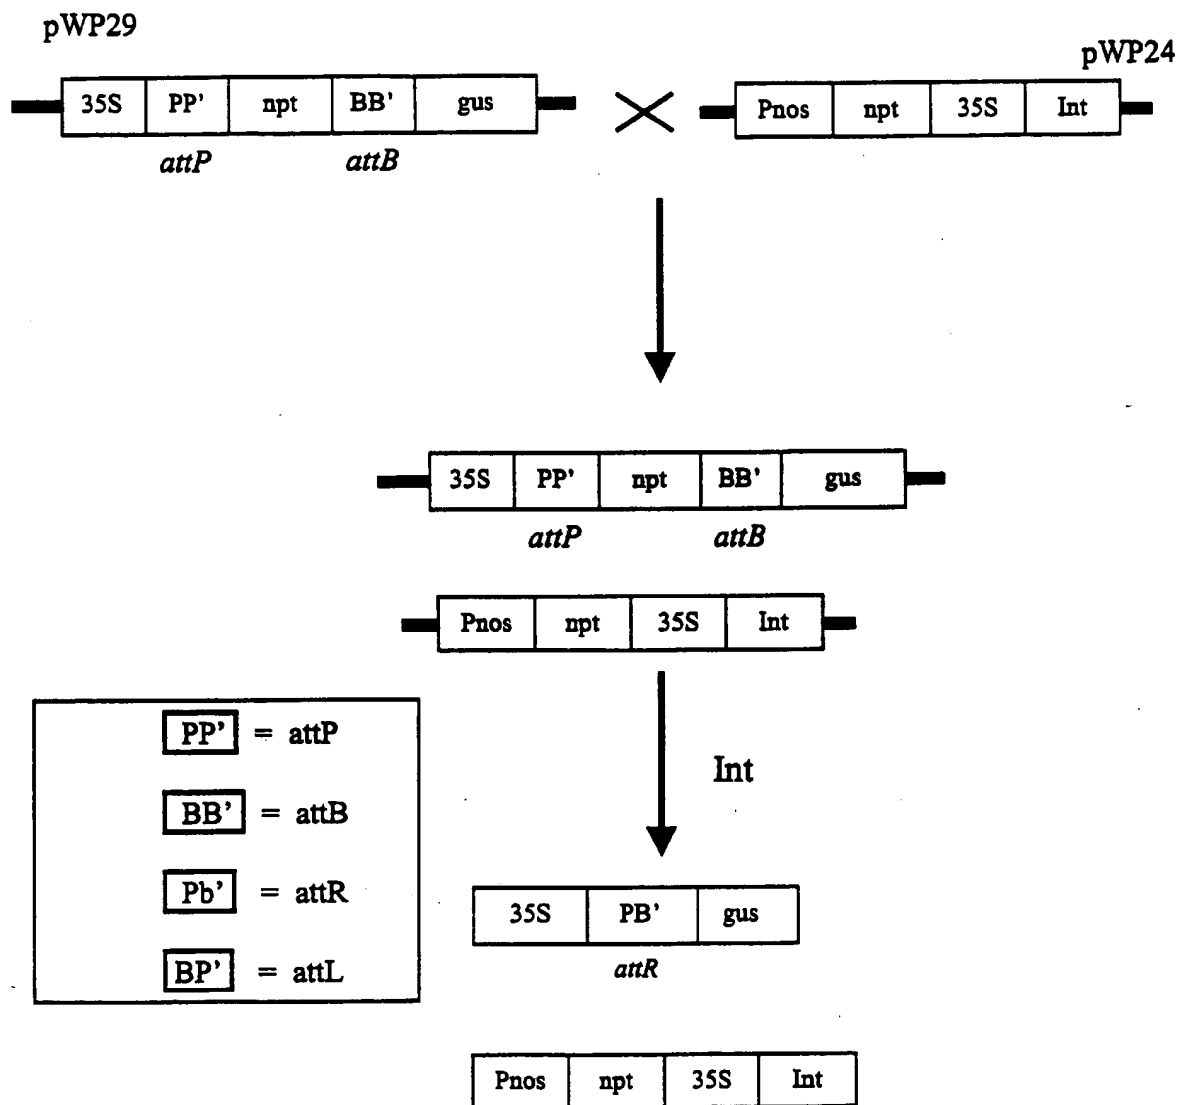 pWP29
pWP24
35S PP' npt BB' gus
Pnos npt 35S Int
attP attB
35S PP' npt BB' gus
attP attB
Pnos npt 35S Int
PP' = attP
BB' = attB
Pb' = attR
BP' = attL
Int
35S PB' gus
attR
Pnos npt 35S Int